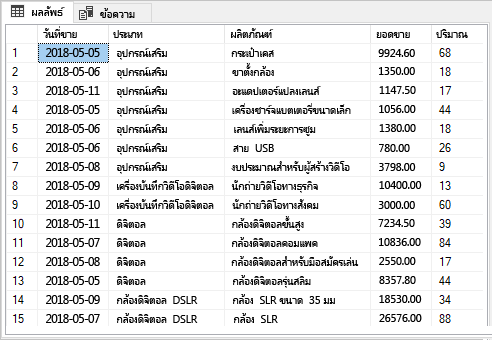 ผลลัพธ์ ข้อความ
วันที่ขาย ประเภท ผลิตภัณฑ์ ยอดขาย ปริมาณ
1 2018-05-05 อุปกรณ์เสริม กระเป๋าเคส 9924.60 68
2 2018-05-06 อุปกรณ์เสริม ขาตั้งกล้อง 1350.00 18
3 2018-05-11 อุปกรณ์เสริม อะแดปเตอร์แปลงเลนส์ 1147.50 17
4 2018-05-05 อุปกรณ์เสริม เครื่องชาร์จแบตเตอรี่ขนาดเล็ก 1056.00 44
5 2018-05-06 อุปกรณ์เสริม เลนส์เพิ่มระยะการซูม 1380.00 18
6 2018-05-06 อุปกรณ์เสริม สาย USB 780.00 26
7 2018-05-08 อุปกรณ์เสริม งบประมาณสำหรับผู้สร้างวิดีโอ 3798.00 9
8 2018-05-09 เครื่องบันทึกวิดีโอดิจิตอล นักถ่ายวิดีโอทางธุรกิจ 10400.00 13
9 2018-05-10 เครื่องบันทึกวิดีโอดิจิตอล นักถ่ายวิดีโอทางสังคม 3000.00 60
10 2018-05-11 ดิจิตอล กล้องดิจิตอลขั้นสูง 7234.50 39
11 2018-05-07 ดิจิตอล กล้องดิจิตอลคอมแพค 10836.00 84
12 2018-05-08 ดิจิตอล กล้องดิจิตอลสำหรับมือสมัครเล่น 2550.00 17
13 2018-05-05 ดิจิตอล กล้องดิจิตอลรุ่นสลิม 8357.80 44
14 2018-05-09 กล้องดิจิตอล DSLR กล้อง SLR ขนาด 35 มม 18530.00 34
15 2018-05-07 กล้องดิจิตอล DSLR กล้อง SLR 26576.00 88